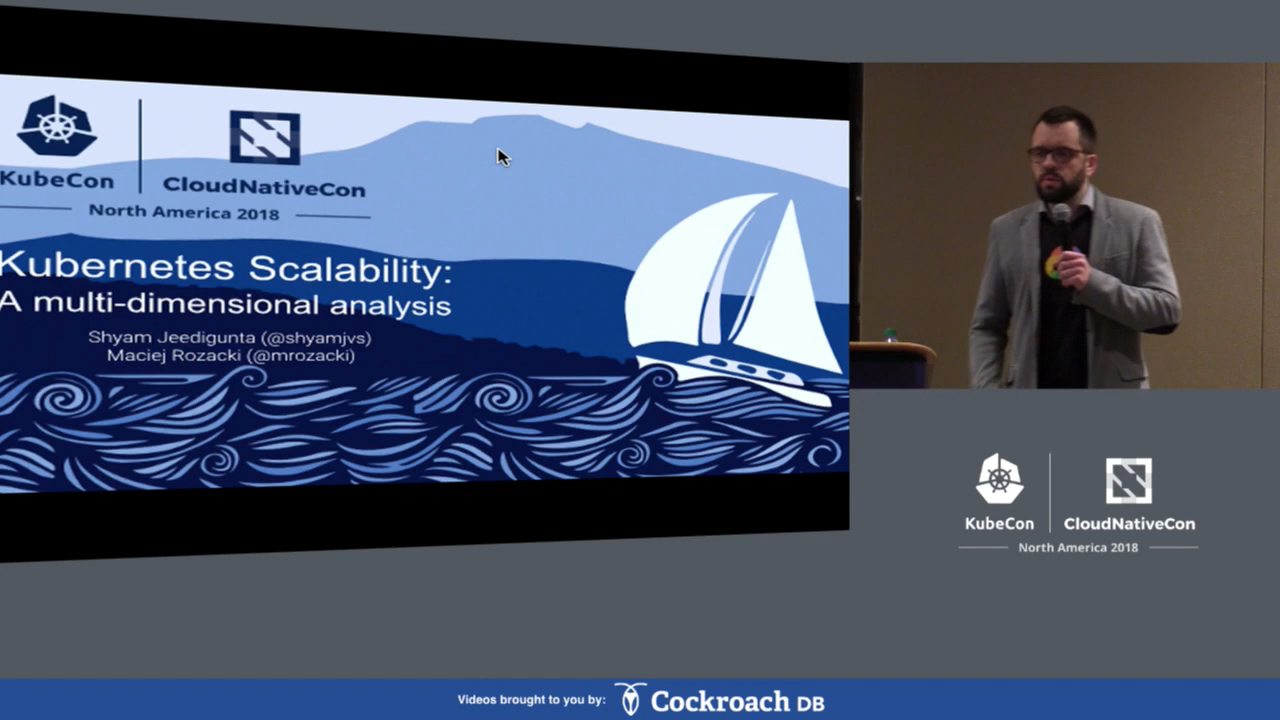 KubeCon
CloudNativeCon
North America 2018
Kubernetes Scalability:
A multi-dimensional analysis
Shyam Jeedigunta (@shyamjvs)
Maciej Rozacki (@mrozacki)
KubeCon
CloudNativeCon
North America 2018
Videos brought to you by:
Cockroach DB